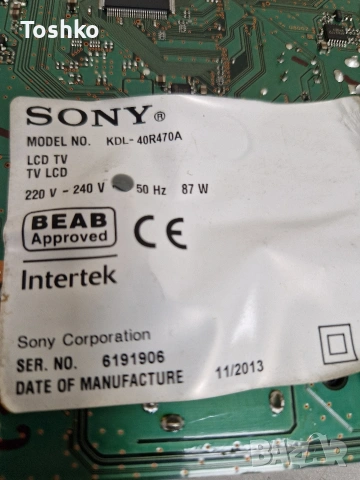 Toshko
SONY®
MODEL NO. KDL-40R470A
LCD TV
TV LCD
220 V - 240 V 50 Hz 87 W
BEAB
Approved
CE
Intertek
Sony Corporation
SER. NO. 6191906
DATE OF MANUFACTURE 11/2013
BAZAR